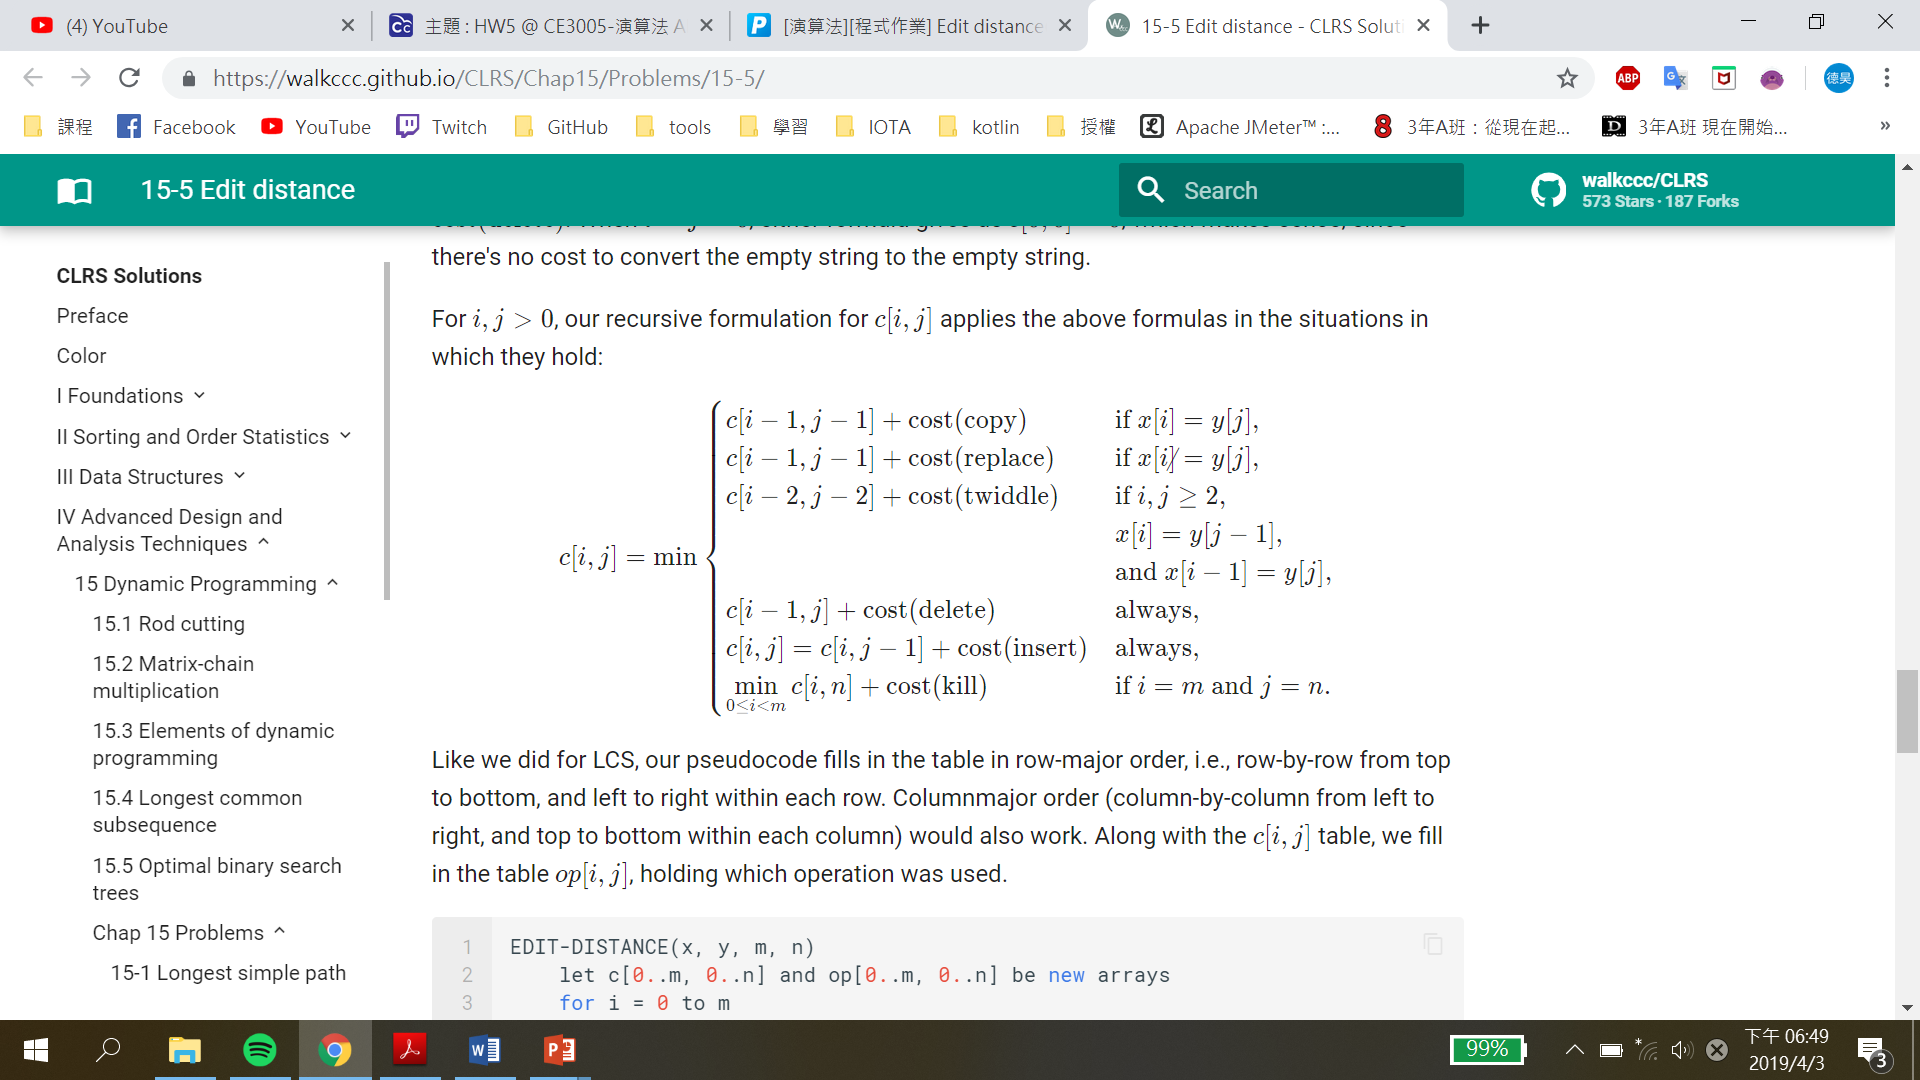 (4) YouTube
主題 : HW5 @ CE3005-演算法 A
[演算法][程式作業] Edit distance
15-5 Edit distance - CLRS Soluti
https://walkccc.github.io/CLRS/Chap15/Problems/15-5/
ABP
德昊
課程
Facebook
YouTube
Twitch
GitHub
tools
學習
IOTA
kotlin
授權
Apache JMeter™ :...
3年A班：從現在起...
3年A班 現在開始...
»
15-5 Edit distance
Search
walkccc/CLRS
573 Stars · 187 Forks
CLRS Solutions
Preface
Color
I Foundations
II Sorting and Order Statistics
III Data Structures
IV Advanced Design and
Analysis Techniques
15 Dynamic Programming
15.1 Rod cutting
15.2 Matrix-chain
multiplication
15.3 Elements of dynamic
programming
15.4 Longest common
subsequence
15.5 Optimal binary search
trees
Chap 15 Problems
15-1 Longest simple path
there's no cost to convert the empty string to the empty string.
For i, j > 0, our recursive formulation for c[i, j] applies the above formulas in the situations in
which they hold:
c[i − 1, j − 1] + cost(copy) if x[i] = y[j],
c[i − 1, j − 1] + cost(replace) if x[i] ≠ y[j],
c[i − 2, j − 2] + cost(twiddle) if i, j ≥ 2,
x[i] = y[j − 1],
c[i, j] = min
and x[i − 1] = y[j],
c[i − 1, j] + cost(delete) always,
c[i, j] = c[i, j − 1] + cost(insert) always,
min c[i, n] + cost(kill) if i = m and j = n.
0≤i<m
Like we did for LCS, our pseudocode fills in the table in row-major order, i.e., row-by-row from top
to bottom, and left to right within each row. Columnmajor order (column-by-column from left to
right, and top to bottom within each column) would also work. Along with the c[i, j] table, we fill
in the table op[i, j], holding which operation was used.
1 EDIT-DISTANCE(x, y, m, n)
2 let c[0..m, 0..n] and op[0..m, 0..n] be new arrays
3 for i = 0 to m
99%
下午 06:49
2019/4/3
3